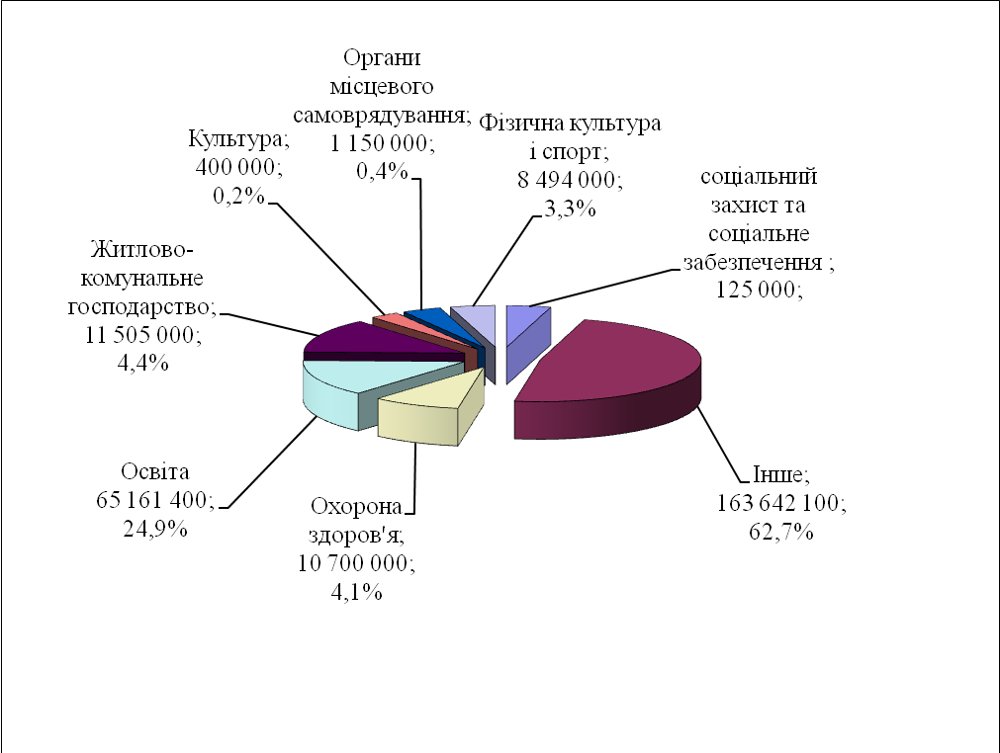 Органи
місцевого
самоврядування;
1 150 000;
0,4%
Культура;
400 000;
0,2%
Фізична культура
і спорт;
8 494 000;
3,3%
соціальний
захист та
соціальне
забезпечення ;
125 000;
Житлово-
комунальне
господарство;
11 505 000;
4,4%
Освіта
65 161 400;
24,9%
Охорона
здоров'я;
10 700 000;
4,1%
Інше;
163 642 100;
62,7%